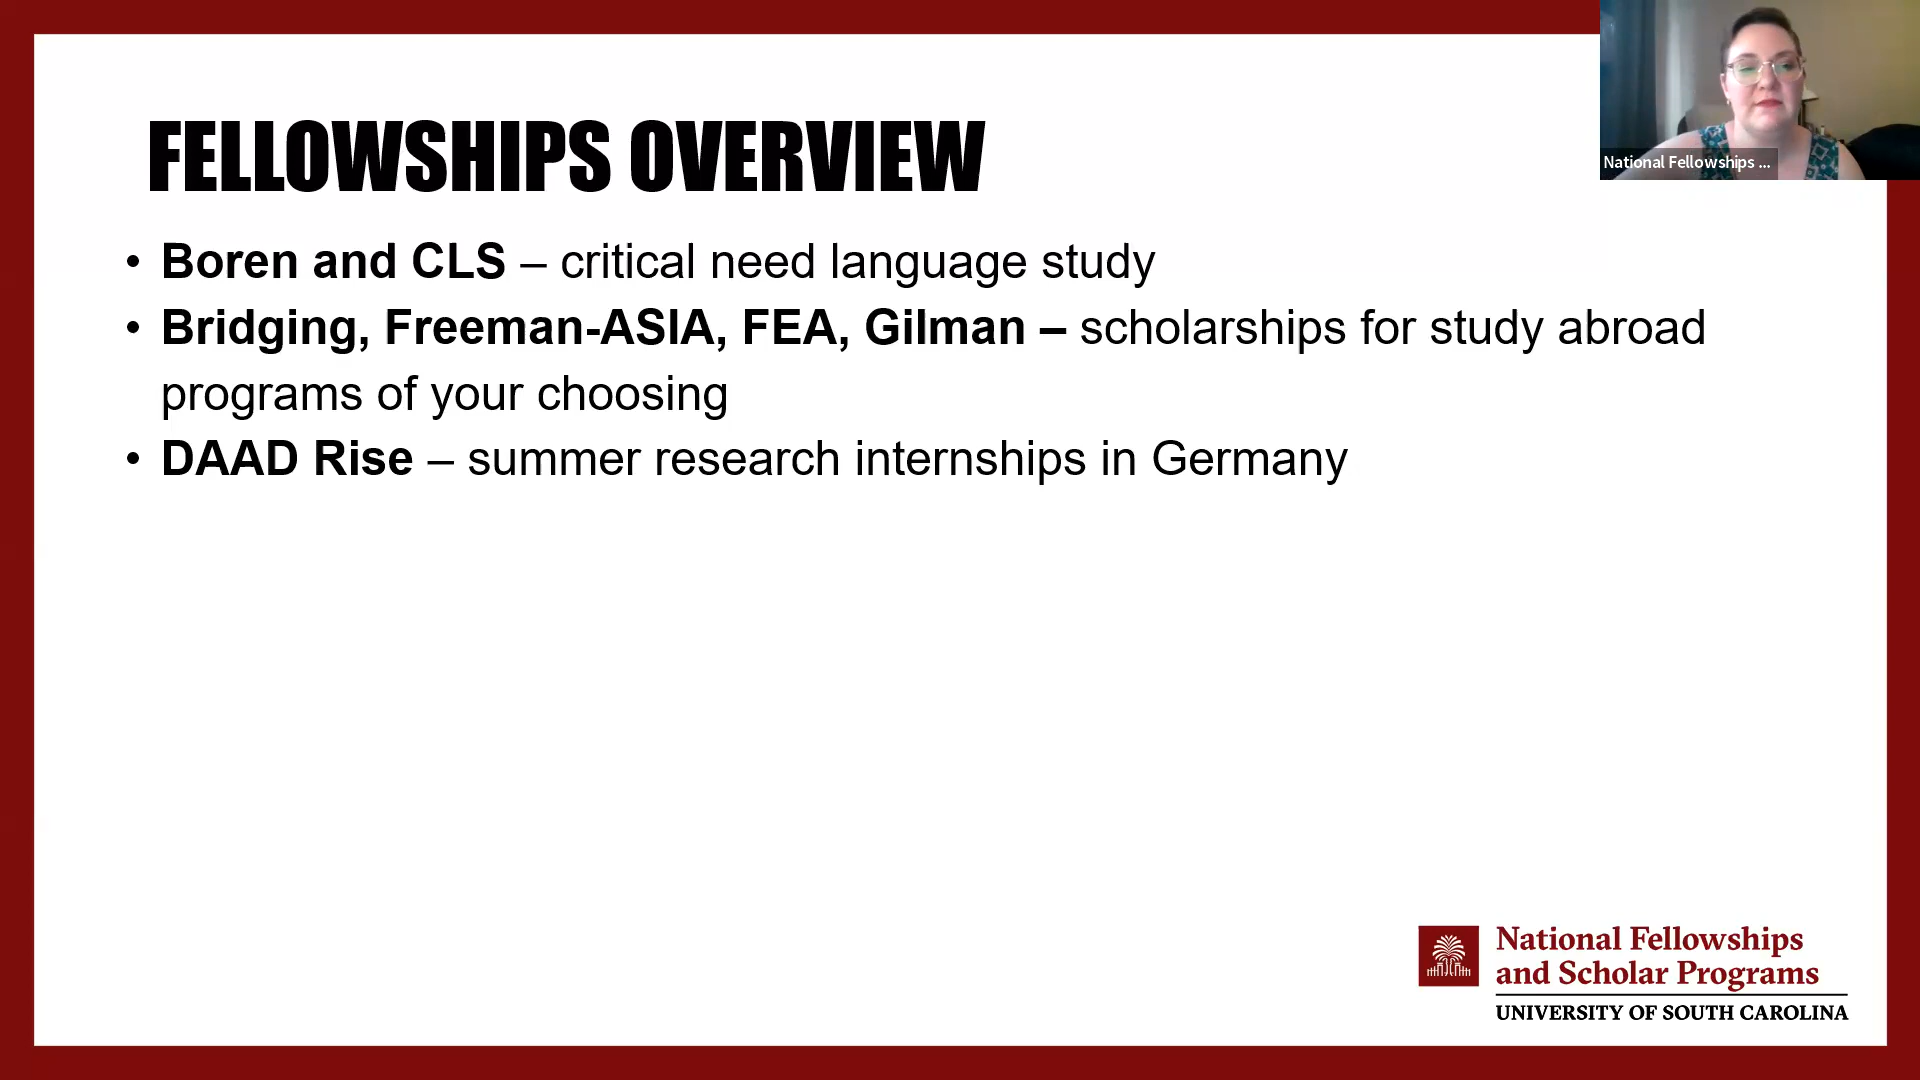 FELLOWSHIPS OVERVIEW
• Boren and CLS – critical need language study
• Bridging, Freeman-ASIA, FEA, Gilman – scholarships for study abroad
programs of your choosing
• DAAD Rise – summer research internships in Germany
National Fellowships ...
National Fellowships
and Scholar Programs
UNIVERSITY OF SOUTH CAROLINA